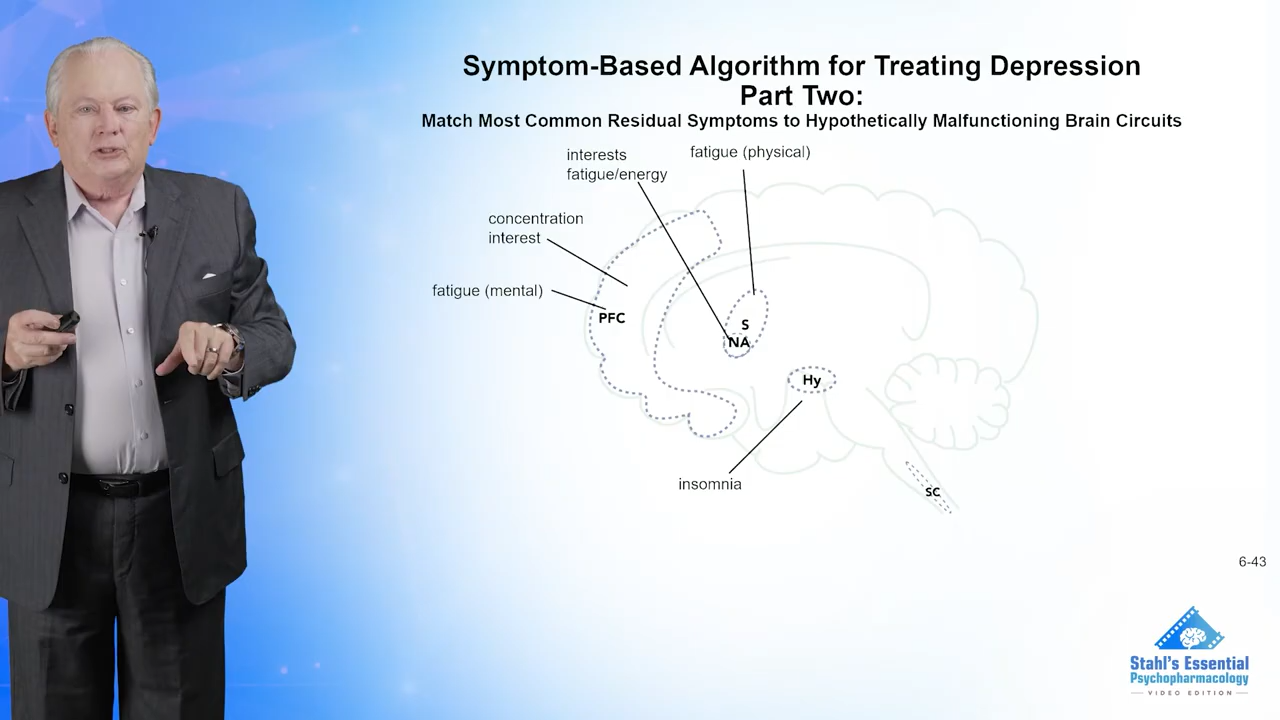 Symptom-Based Algorithm for Treating Depression
Part Two:
Match Most Common Residual Symptoms to Hypothetically Malfunctioning Brain Circuits
interests
fatigue/energy
fatigue (physical)
concentration
interest
fatigue (mental)
PFC
S
NA
Hy
insomnia
SC
6-43
Stahl's Essential
Psychopharmacology
VIDEO EDITION